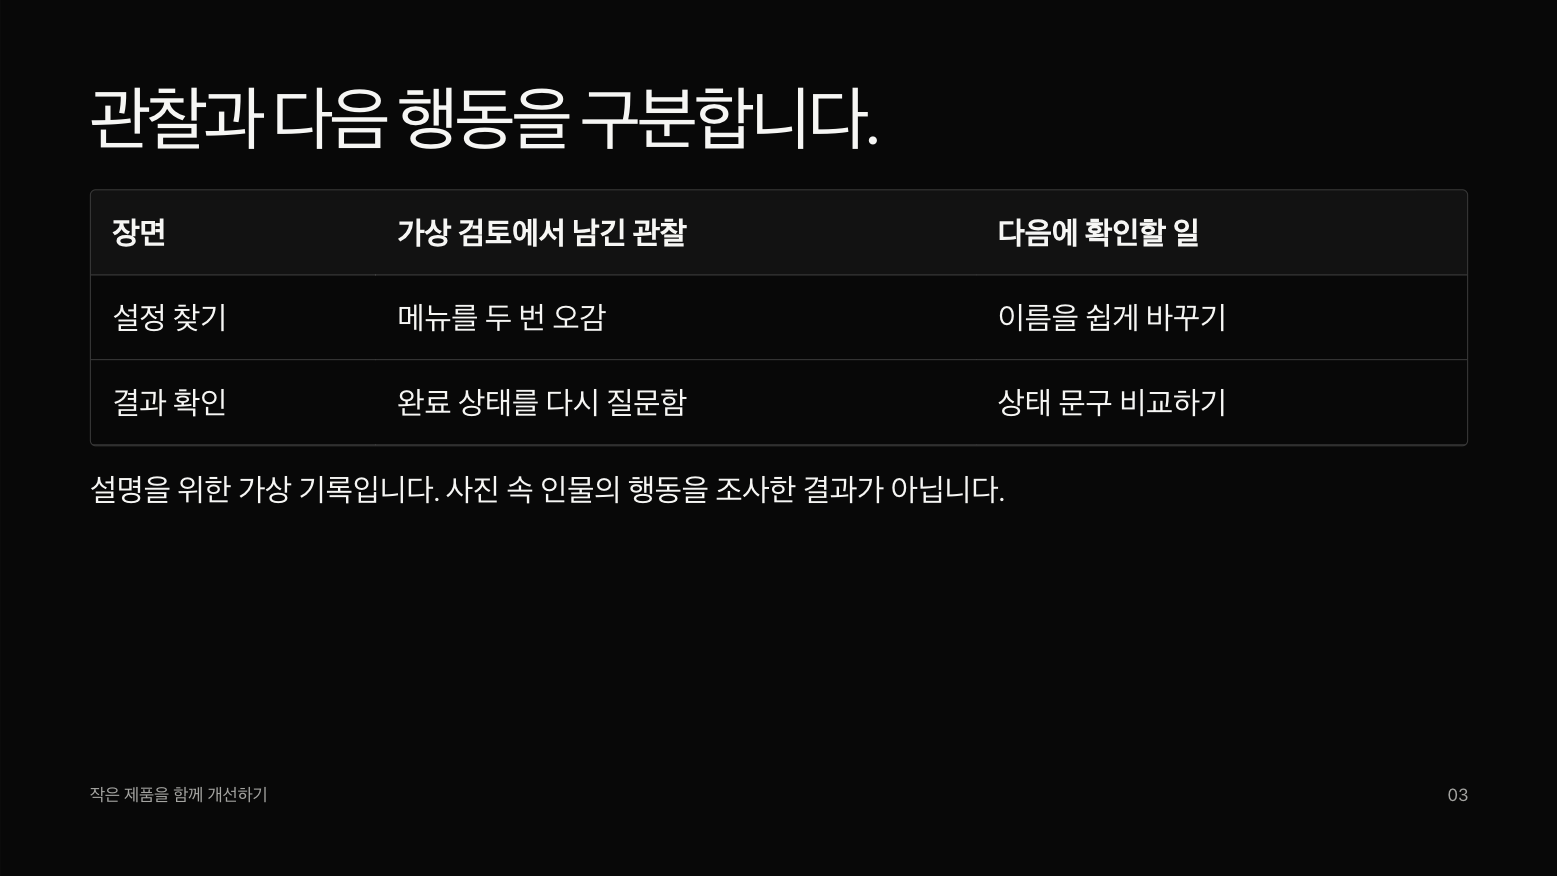 관찰과 다음 행동을 구분합니다.
장면 가상 검토에서 남긴 관찰 다음에 확인할 일
설정 찾기 메뉴를 두 번 오감 이름을 쉽게 바꾸기
결과 확인 완료 상태를 다시 질문함 상태 문구 비교하기
설명을 위한 가상 기록입니다. 사진 속 인물의 행동을 조사한 결과가 아닙니다.
작은 제품을 함께 개선하기 03